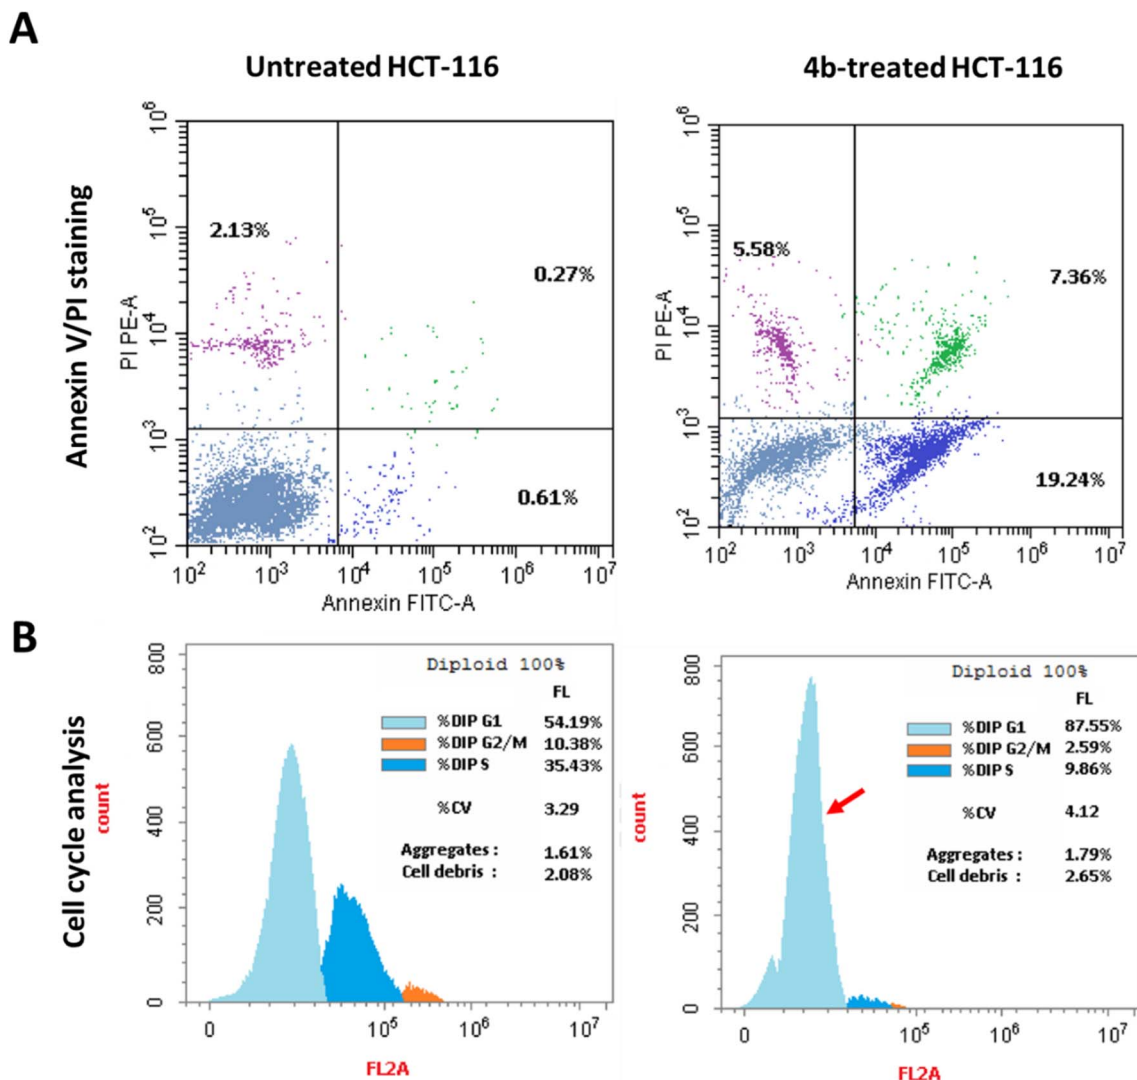 A
Untreated HCT-116
4b-treated HCT-116
Annexin V/PI staining
PI PE-A
10^6
10^5
10^4
10^3
10^2
2.13%
0.27%
0.61%
10^2 10^3 10^4 10^5 10^6 10^7
Annexin FITC-A
PI PE-A
10^6
10^5
10^4
10^3
10^2
5.58%
7.36%
19.24%
10^2 10^3 10^4 10^5 10^6 10^7
Annexin FITC-A
B
Cell cycle analysis
count
800
600
400
200
0
Diploid 100%
FL
%DIP G1 54.19%
%DIP G2/M 10.38%
%DIP S 35.43%
%CV 3.29
Aggregates : 1.61%
Cell debris : 2.08%
0 10^5 10^6 10^7
FL2A
count
800
600
400
200
0
Diploid 100%
FL
%DIP G1 87.55%
%DIP G2/M 2.59%
%DIP S 9.86%
%CV 4.12
Aggregates : 1.79%
Cell debris : 2.65%
0 10^5 10^6 10^7
FL2A